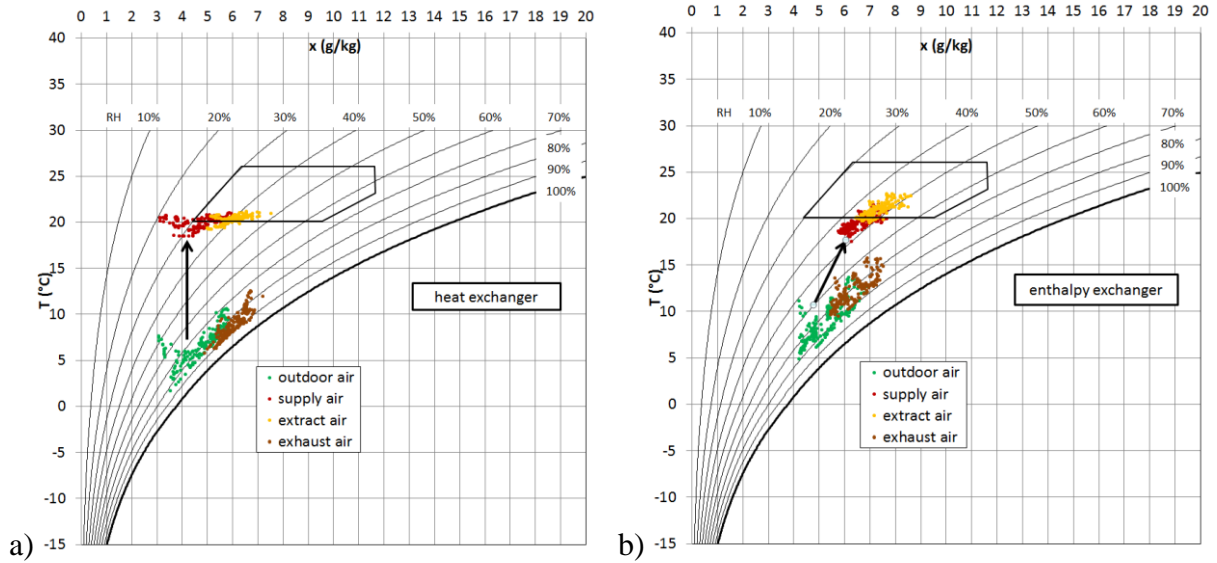 0 1 2 3 4 5 6 7 8 9 10 11 12 13 14 15 16 17 18 19 20
x (g/kg)
40
35
30
25
20
15
10
5
0
-5
-10
-15
T (°C)
RH 10% 20% 30% 40% 50% 60% 70%
80%
90%
100%
heat exchanger
outdoor air
supply air
extract air
exhaust air
a)
0 1 2 3 4 5 6 7 8 9 10 11 12 13 14 15 16 17 18 19 20
x (g/kg)
40
35
30
25
20
15
10
5
0
-5
-10
-15
T (°C)
RH 10% 20% 30% 40% 50% 60% 70%
80%
90%
100%
enthalpy exchanger
outdoor air
supply air
extract air
exhaust air
b)